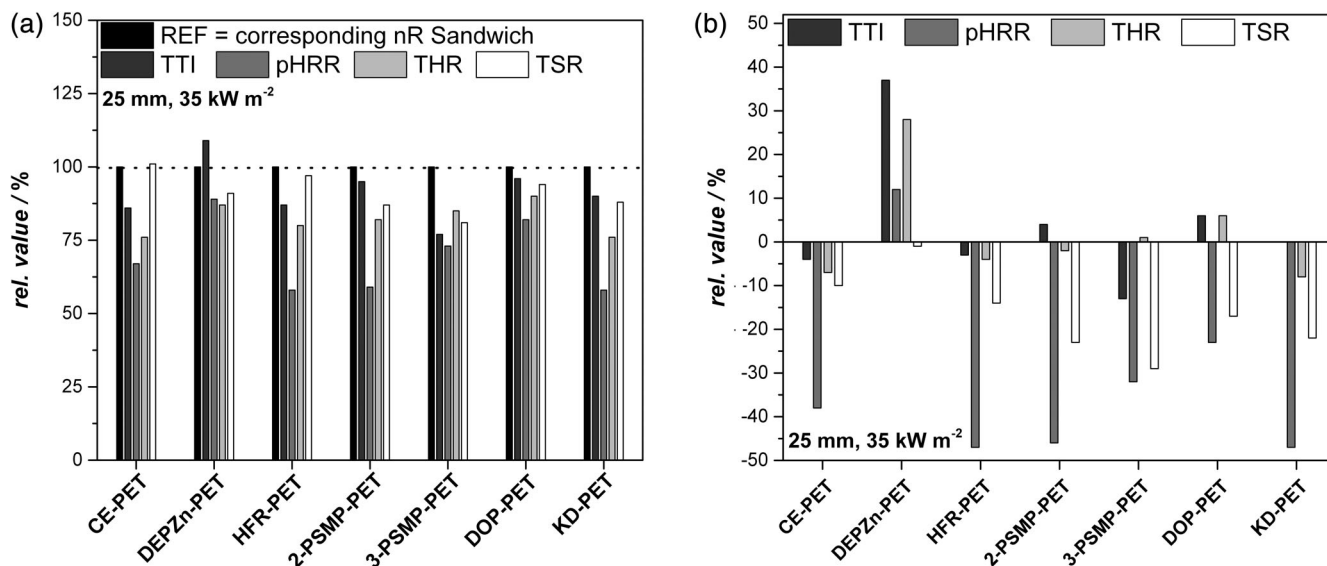 (a)
150
125
100
75
50
25
0
rel. value / %
REF = corresponding nR Sandwich
TTI pHRR THR TSR
25 mm, 35 kW m⁻²
CE-PET
DEPZn-PET
HFR-PET
2-PSMP-PET
3-PSMP-PET
DOP-PET
KD-PET
(b)
50
40
30
20
10
0
-10
-20
-30
-40
-50
rel. value / %
TTI pHRR THR TSR
25 mm, 35 kW m⁻²
CE-PET
DEPZn-PET
HFR-PET
2-PSMP-PET
3-PSMP-PET
DOP-PET
KD-PET